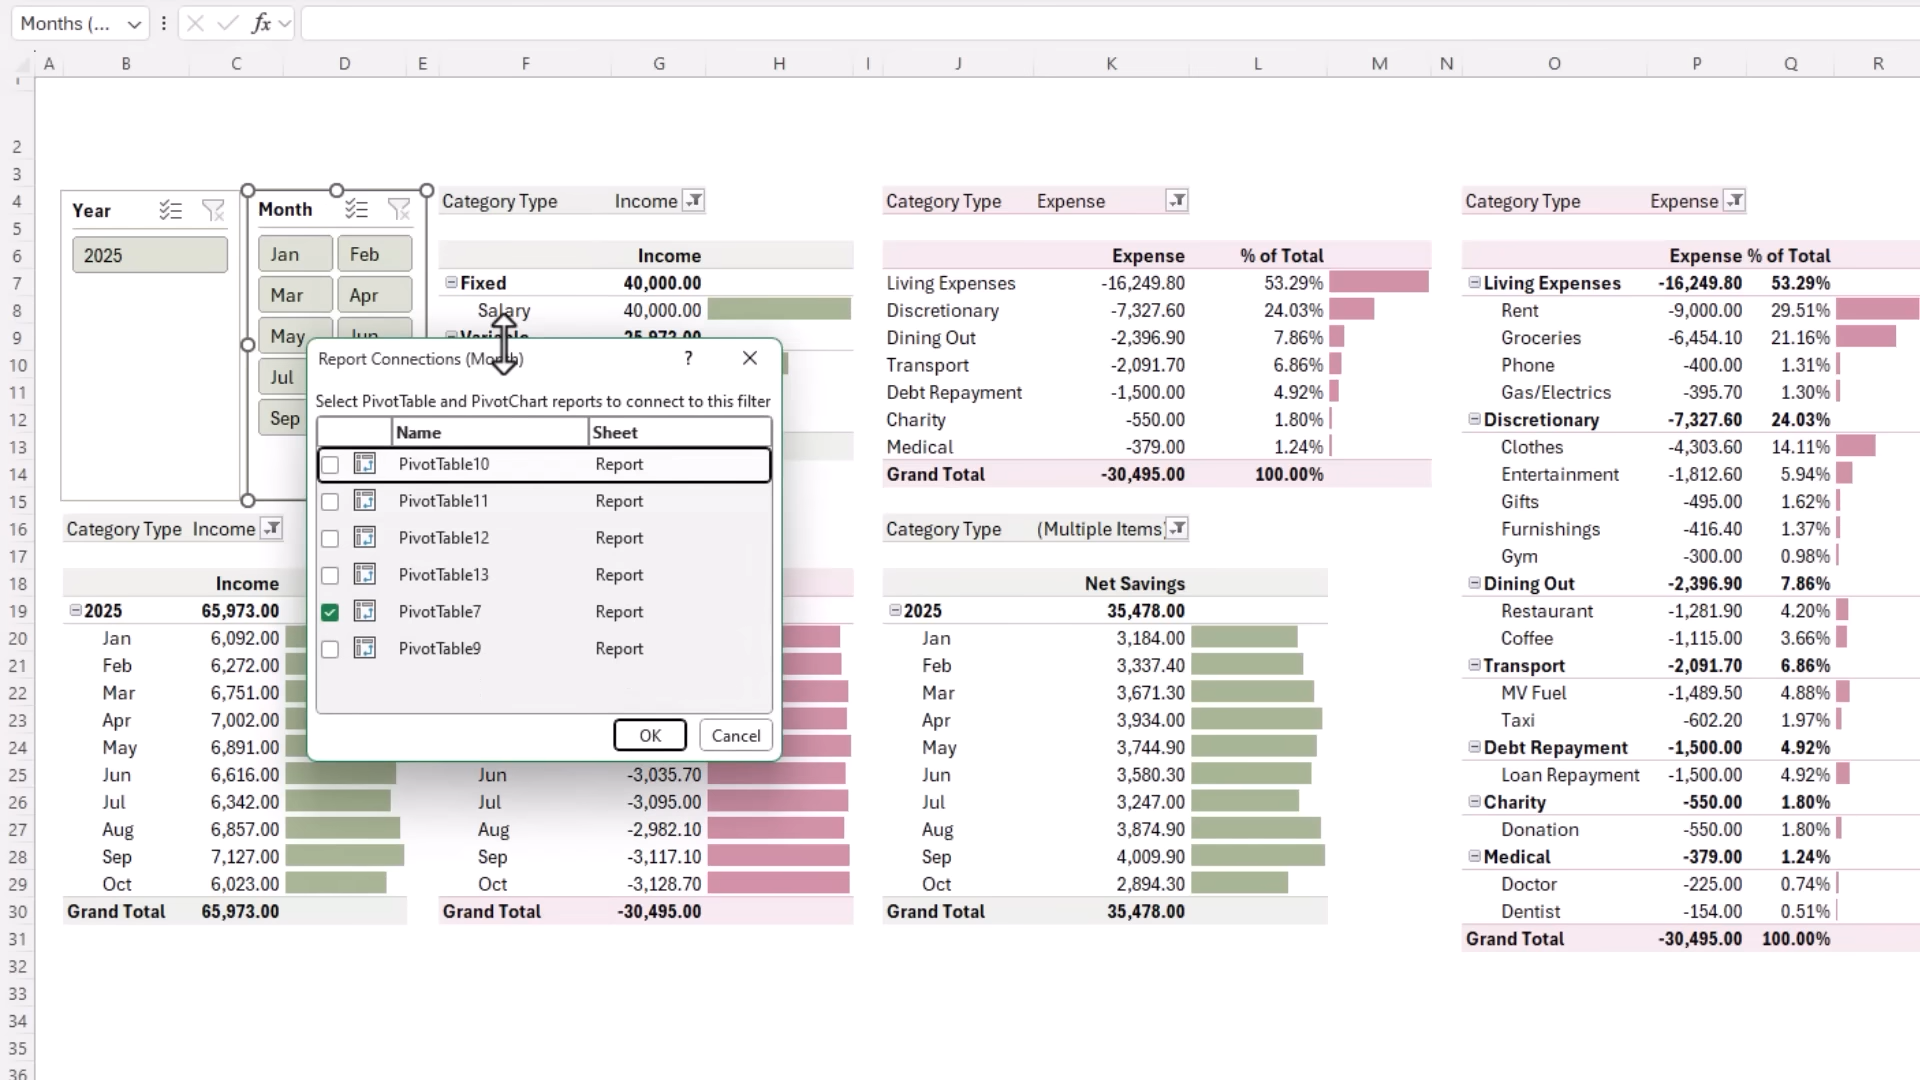 Months (...
fx
A B C D E F G H I J K L M N O P Q R
2
3
4 Category Type Income Category Type Expense Category Type Expense
Year
Month
5
2025
Jan Feb
Mar Apr
May Jun
Jul
Sep
6 Income Expense % of Total Expense % of Total
7 Fixed 40,000.00 Living Expenses -16,249.80 53.29% Living Expenses -16,249.80 53.29%
8 Salary 40,000.00 Discretionary -7,327.60 24.03% Rent -9,000.00 29.51%
9 Variable 25,973.00 Dining Out -2,396.90 7.86% Groceries -6,454.10 21.16%
10 Transport -2,091.70 6.86% Phone -400.00 1.31%
11 Debt Repayment -1,500.00 4.92% Gas/Electrics -395.70 1.30%
12 Charity -550.00 1.80% Discretionary -7,327.60 24.03%
13 Medical -379.00 1.24% Clothes -4,303.60 14.11%
14 Grand Total -30,495.00 100.00% Entertainment -1,812.60 5.94%
15 Gifts -495.00 1.62%
Report Connections (Month) ?
Select PivotTable and PivotChart reports to connect to this filter
Name Sheet
PivotTable10 Report
PivotTable11 Report
PivotTable12 Report
PivotTable13 Report
PivotTable7 Report
PivotTable9 Report
OK Cancel
16 Category Type Income Category Type (Multiple Items) Furnishings -416.40 1.37%
17 Gym -300.00 0.98%
18 Income Net Savings Dining Out -2,396.90 7.86%
19 2025 65,973.00 2025 35,478.00 Restaurant -1,281.90 4.20%
20 Jan 6,092.00 Jan 3,184.00 Coffee -1,115.00 3.66%
21 Feb 6,272.00 Feb 3,337.40 Transport -2,091.70 6.86%
22 Mar 6,751.00 Mar 3,671.30 MV Fuel -1,489.50 4.88%
23 Apr 7,002.00 Apr 3,934.00 Taxi -602.20 1.97%
24 May 6,891.00 May 3,744.90 Debt Repayment -1,500.00 4.92%
25 Jun 6,616.00 Jun -3,035.70 Jun 3,580.30 Loan Repayment -1,500.00 4.92%
26 Jul 6,342.00 Jul -3,095.00 Jul 3,247.00 Charity -550.00 1.80%
27 Aug 6,857.00 Aug -2,982.10 Aug 3,874.90 Donation -550.00 1.80%
28 Sep 7,127.00 Sep -3,117.10 Sep 4,009.90 Medical -379.00 1.24%
29 Oct 6,023.00 Oct -3,128.70 Oct 2,894.30 Doctor -225.00 0.74%
30 Grand Total 65,973.00 Grand Total -30,495.00 Grand Total 35,478.00 Dentist -154.00 0.51%
31 Grand Total -30,495.00 100.00%
32
33
34
35
36